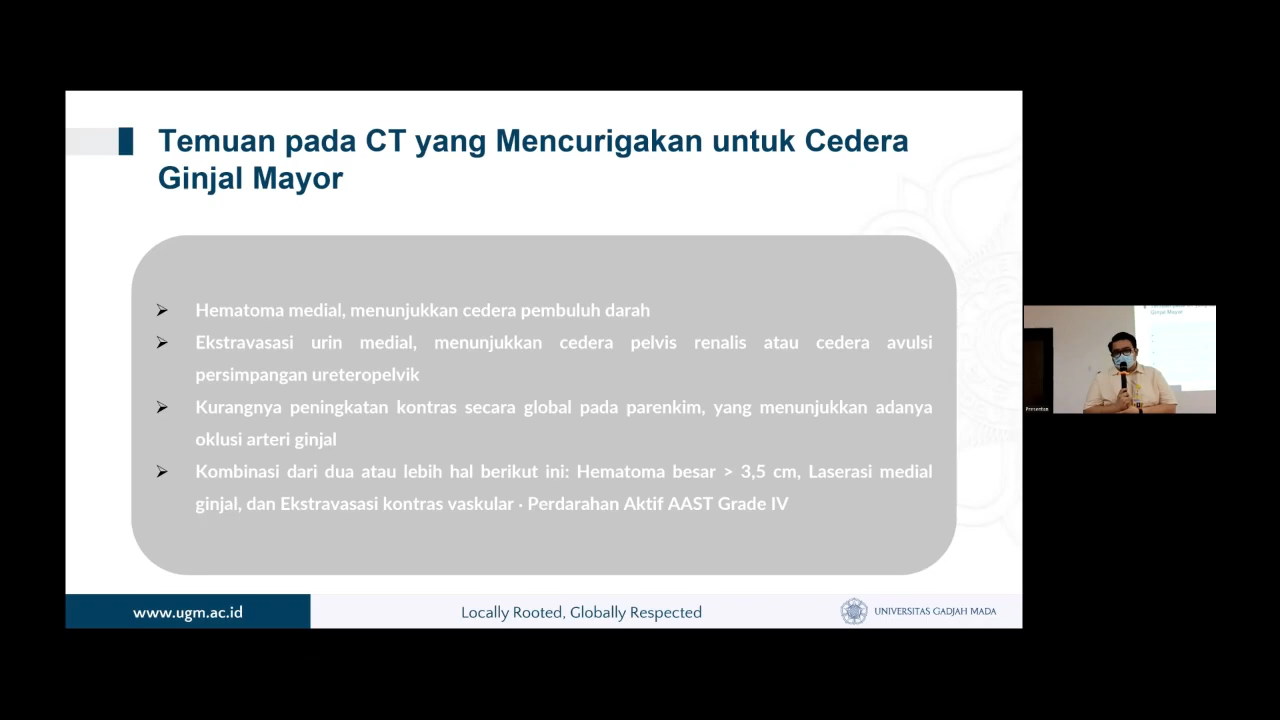 Temuan pada CT yang Mencurigakan untuk Cedera
Ginjal Mayor
Hematoma medial, menunjukkan cedera pembuluh darah
Ekstravasasi urin medial, menunjukkan cedera pelvis renalis atau cedera avulsi
persimpangan ureteropelvik
Kurangnya peningkatan kontras secara global pada parenkim, yang menunjukkan adanya
oklusi arteri ginjal
Kombinasi dari dua atau lebih hal berikut ini: Hematoma besar > 3,5 cm, Laserasi medial
ginjal, dan Ekstravasasi kontras vaskular · Perdarahan Aktif AAST Grade IV
www.ugm.ac.id
Locally Rooted, Globally Respected
UNIVERSITAS GADJAH MADA
Ginjal Mayor